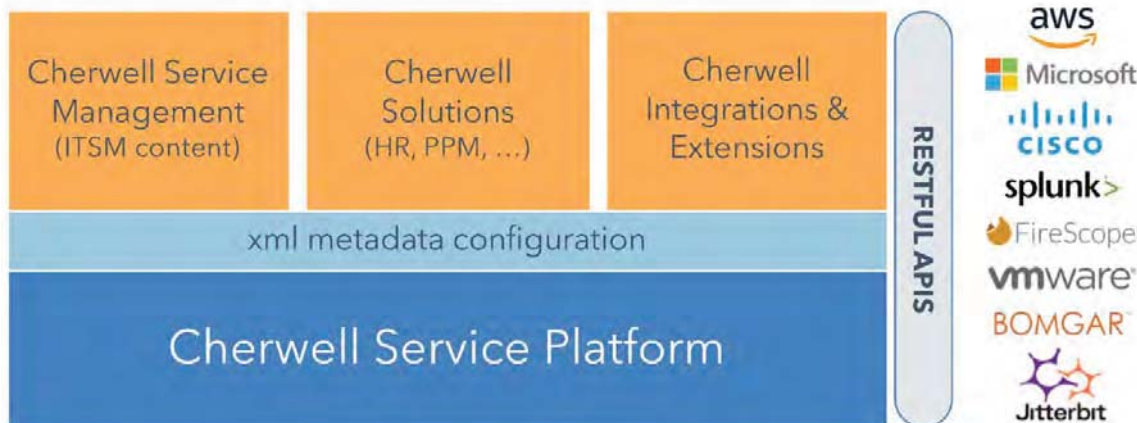 Cherwell Service
Management
(ITSM content)
Cherwell
Solutions
(HR, PPM, ...)
Cherwell
Integrations &
Extensions
xml metadata configuration
Cherwell Service Platform
RESTFUL APIS
aws
Microsoft
CISCO
splunk>
FireScope
vmware®
BOMGAR™
Jitterbit